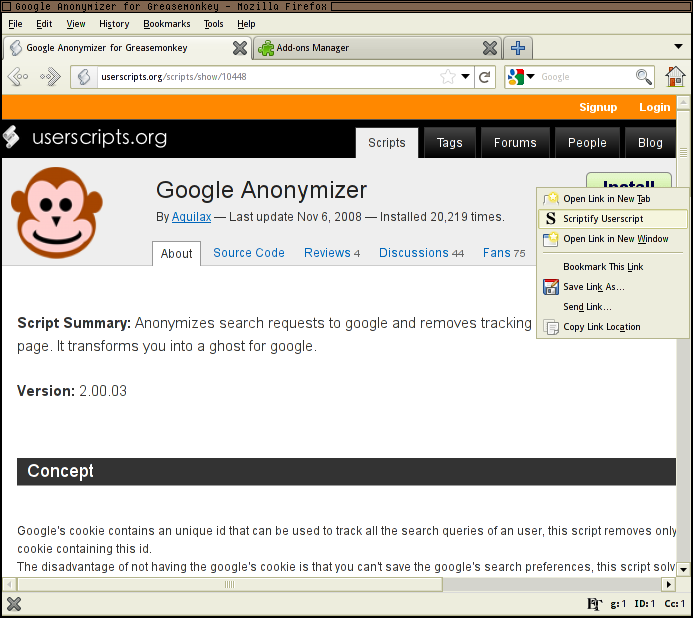 Google Anonymizer for Greasemonkey - Mozilla Firefox
File Edit View History Bookmarks Tools Help
Google Anonymizer for Greasemonkey Add-ons Manager
userscripts.org/scripts/show/10448 Google
Signup Login
userscripts.org Scripts Tags Forums People Blog
Google Anonymizer
Install
By Aquilax — Last update Nov 6, 2008 — Installed 20,219 times.
About Source Code Reviews 4 Discussions 44 Fans 75
Open Link in New Tab
S Scriptify Userscript
Open Link in New Window
Bookmark This Link
Save Link As...
Send Link...
Copy Link Location
Script Summary: Anonymizes search requests to google and removes tracking
page. It transforms you into a ghost for google.
Version: 2.00.03
Concept
Google's cookie contains an unique id that can be used to track all the search queries of an user, this script removes only
cookie containing this id.
The disadvantage of not having the google's cookie is that you can't save the google's search preferences, this script solv
g: 1 ID: 1 Cc: 1